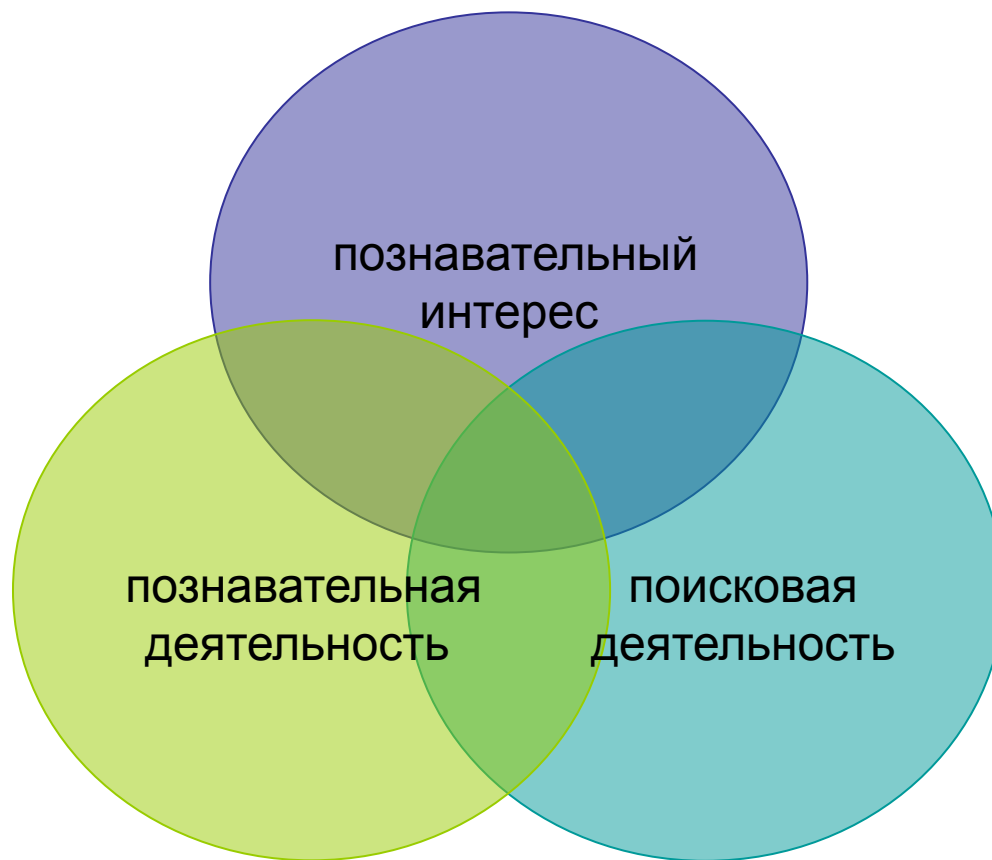 познавательный
интерес
познавательная
деятельность
поисковая
деятельность